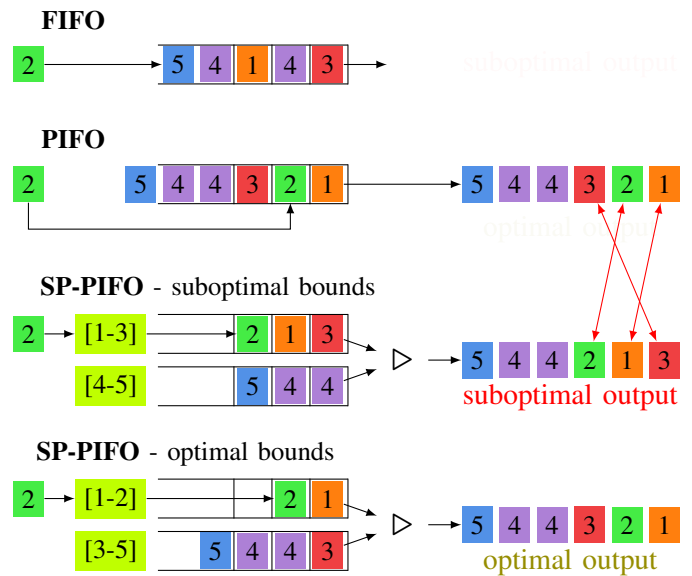 FIFO
2 5 4 1 4 3 suboptimal output
PIFO
2 5 4 4 3 2 1 5 4 4 3 2 1
optimal output
SP-PIFO - suboptimal bounds
2 [1-3] 2 1 3
5 4 4 2 1 3
[4-5] 5 4 4
suboptimal output
SP-PIFO - optimal bounds
2 [1-2] 2 1
5 4 4 3 2 1
[3-5] 5 4 4 3
optimal output